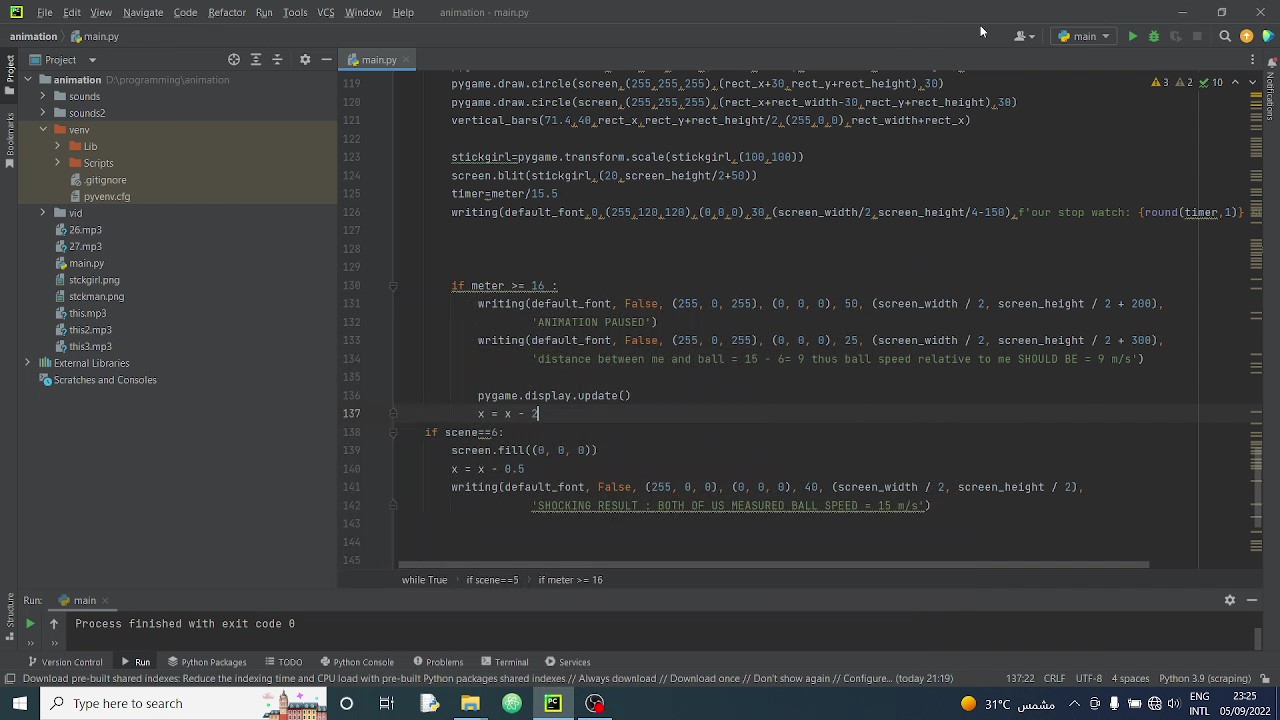 File Edit View Navigate Code Refactor Run Tools VCS Window Help animation - main.py
animation main.py main
Project main.py
animation D:\programming\animation
sounds
sounds2
venv
Lib
Scripts
.gitignore
pyvenv.cfg
vid
26.mp3
27.mp3
main.py
stckgirl.png
stckman.png
this.mp3
this2.mp3
this3.mp3
External Libraries
Scratches and Consoles
Project
Bookmarks
Structure
Notifications
3 2 10
119 pygame.draw.circle(screen,(255,255,255),(rect_x+30,rect_y+rect_height),30)
120 pygame.draw.circle(screen,(255,255,255),(rect_x+rect_width-30,rect_y+rect_height),30)
121 vertical_bars(71.4,40,rect_x,rect_y+rect_height/2,(255,0,0),rect_width+rect_x)
122
123 stickgirl=pygame.transform.scale(stickgirl,(100,100))
124 screen.blit(stickgirl,(20,screen_height/2+50))
125 timer=meter/15
126 writing(default_font,0,(255,120,120),(0,0,0),30,(screen_width/2,screen_height/4-150),f'our stop watch: {round(timer,1)}
127
128
129
130 if meter >= 16:
131 writing(default_font, False, (255, 0, 255), (0, 0, 0), 50, (screen_width / 2, screen_height / 2 + 200),
132 'ANIMATION PAUSED')
133 writing(default_font, False, (255, 0, 255), (0, 0, 0), 25, (screen_width / 2, screen_height / 2 + 300),
134 'distance between me and ball = 15 - 6= 9 thus ball speed relative to me SHOULD BE = 9 m/s')
135
136 pygame.display.update()
137 x = x - 2
138 if scene==6:
139 screen.fill((0, 0, 0))
140 x = x - 0.5
141 writing(default_font, False, (255, 0, 0), (0, 0, 0), 40, (screen_width / 2, screen_height / 2),
142 'SHOCKING RESULT : BOTH OF US MEASURED BALL SPEED = 15 m/s')
143
144
145
while True if scene==5 if meter >= 16
Run: main
Process finished with exit code 0
Version Control Run Python Packages TODO Python Console Problems Terminal Services
Download pre-built shared indexes: Reduce the indexing time and CPU load with pre-built Python packages shared indexes // Always download // Download once // Don't show again // Configure... (today 21:19) 137:22 CRLF UTF-8 4 spaces Python 3.9 (scraping)
Type here to search ENG INTL 9:25 PM 05/09/2025